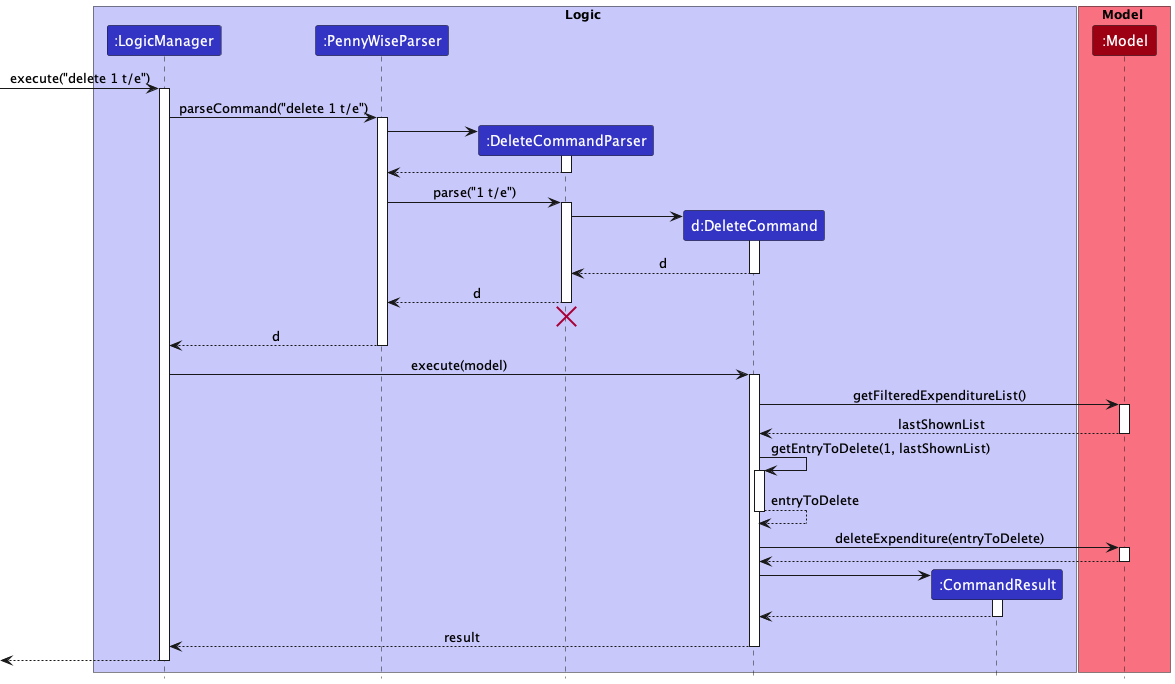 Logic
Model
:LogicManager
:PennyWiseParser
:Model
execute("delete 1 t/e")
parseCommand("delete 1 t/e")
:DeleteCommandParser
parse("1 t/e")
d:DeleteCommand
d
d
d
execute(model)
getFilteredExpenditureList()
lastShownList
getEntryToDelete(1, lastShownList)
entryToDelete
deleteExpenditure(entryToDelete)
:CommandResult
result